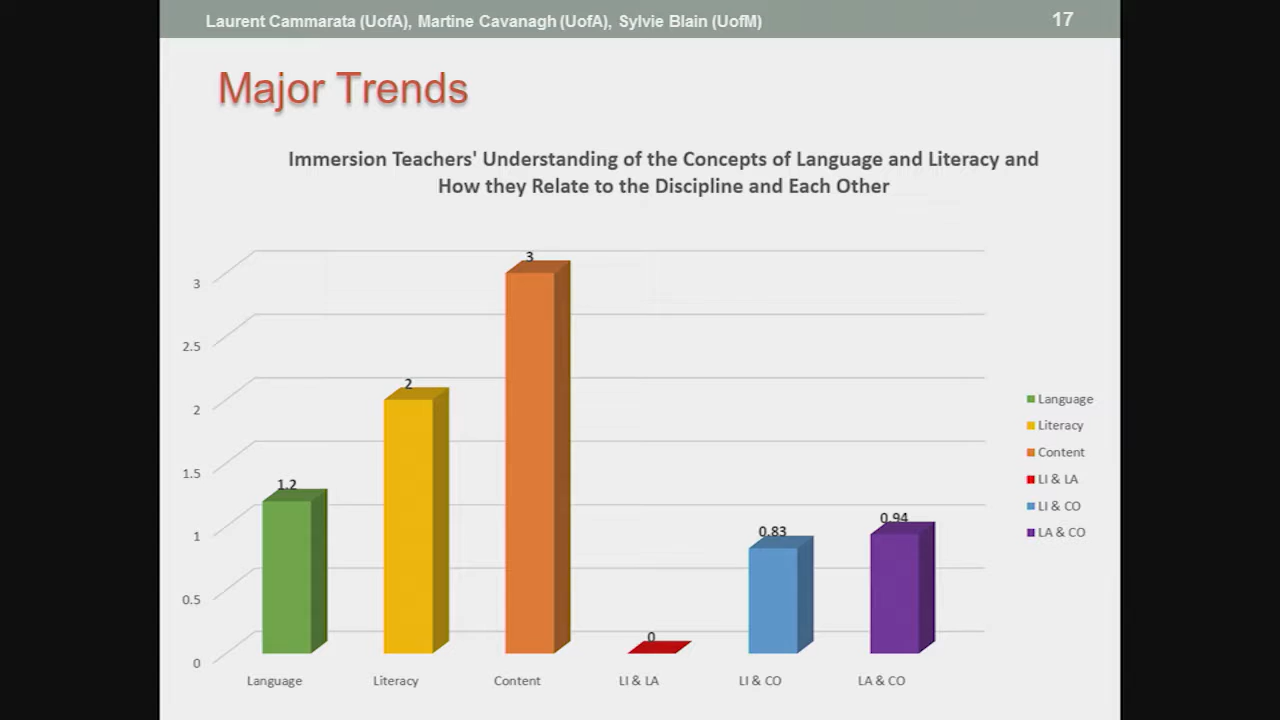 Laurent Cammarata (UofA), Martine Cavanagh (UofA), Sylvie Blain (UofM)
17
Major Trends
Immersion Teachers' Understanding of the Concepts of Language and Literacy and
How they Relate to the Discipline and Each Other
3
2.5
2
1.5
1
0.5
0
1.2
2
3
0
0.83
0.94
Language
Literacy
Content
LI & LA
LI & CO
LA & CO
Language
Literacy
Content
LI & LA
LI & CO
LA & CO